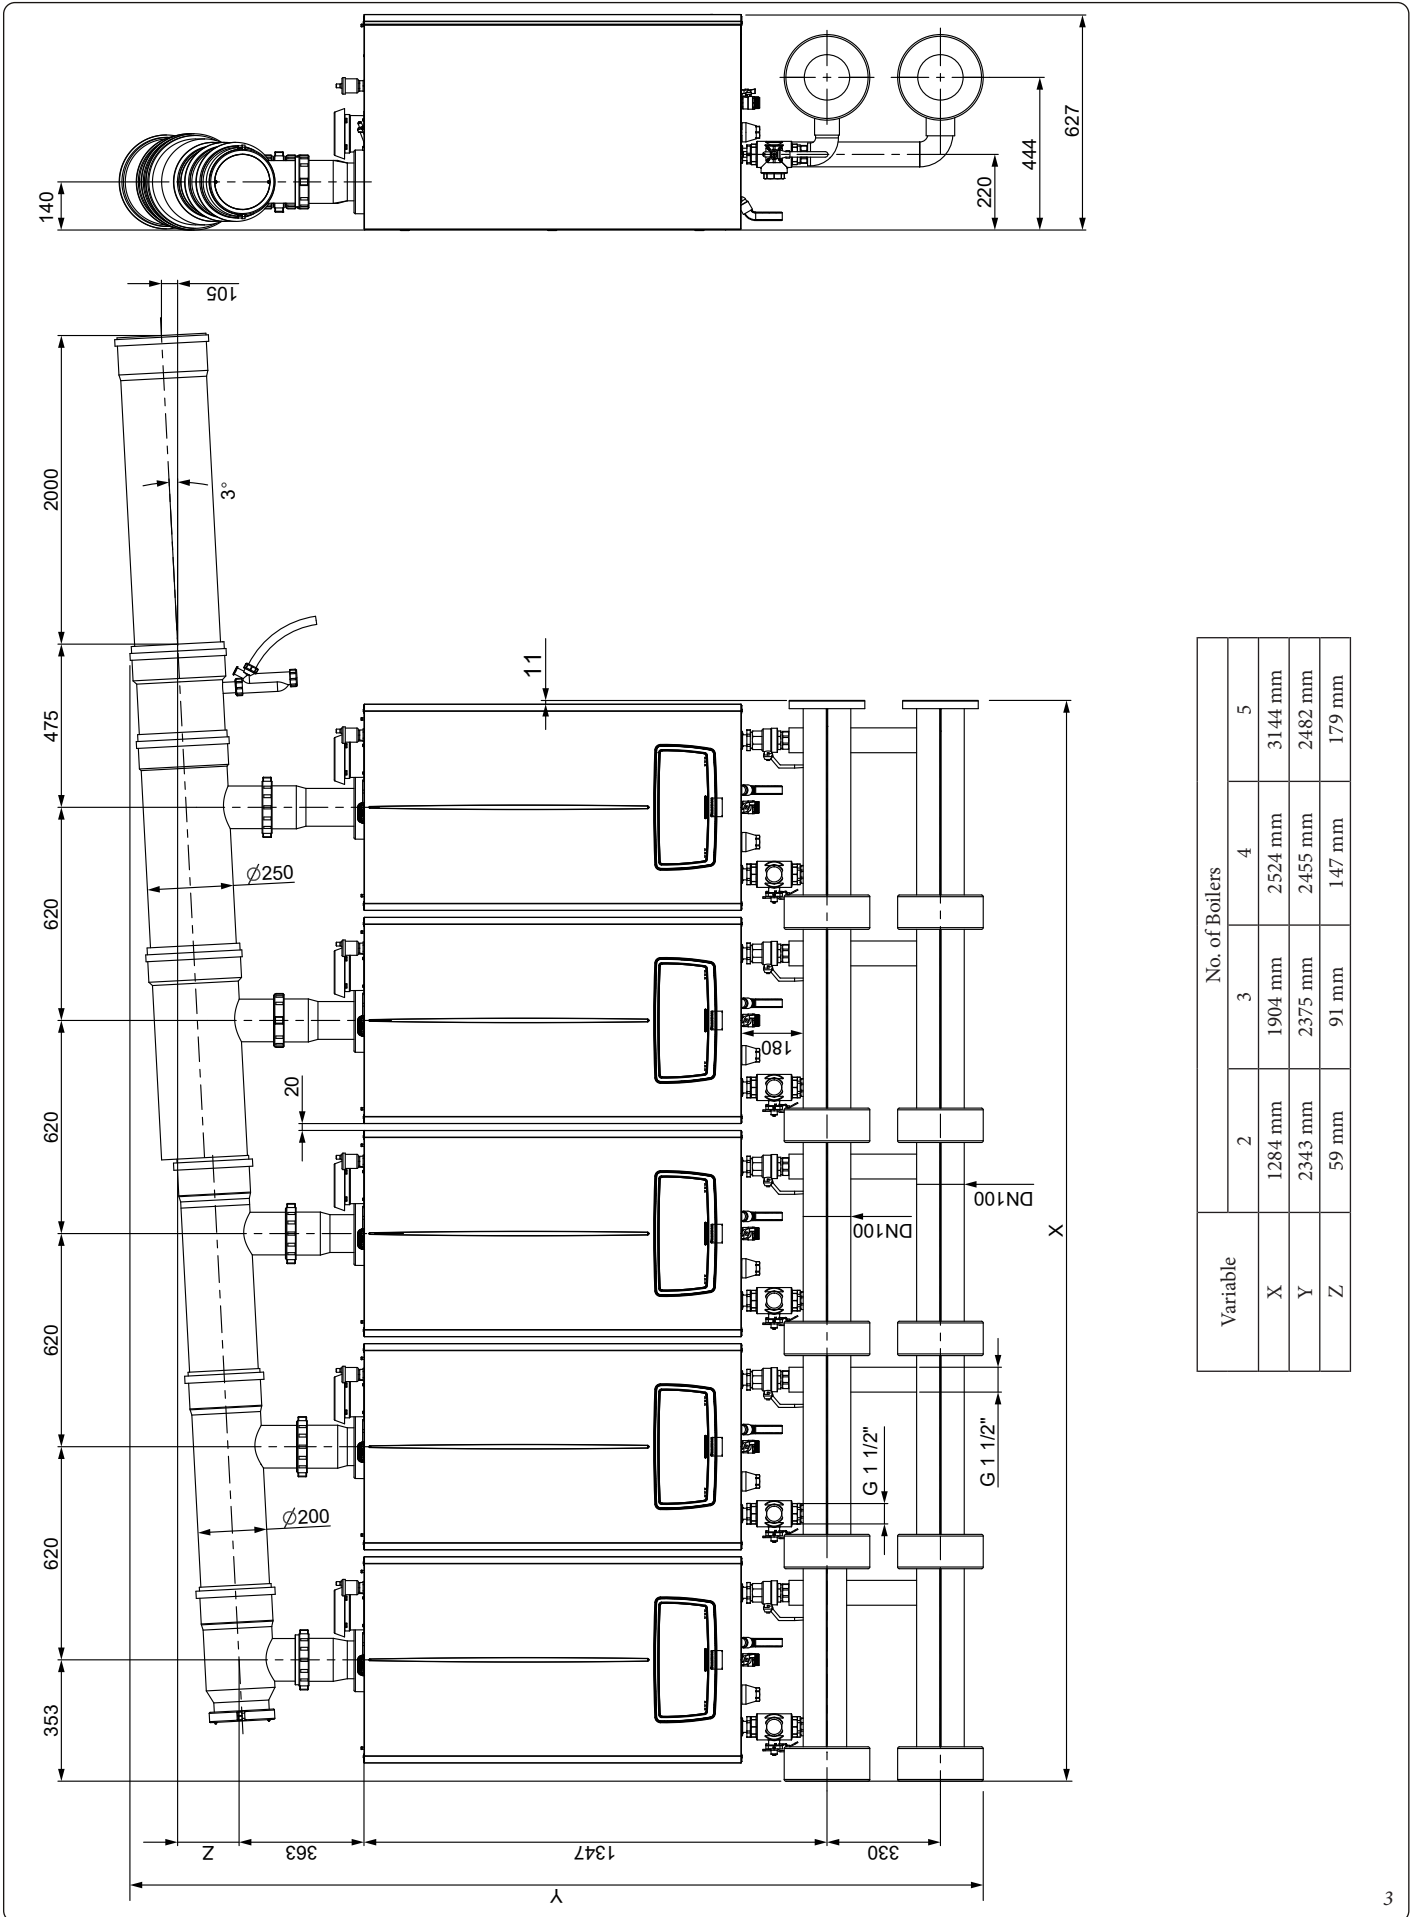 140
627
444
220
105
2000
3°
475
11
Ø250
620
180
20
620
DN100
DN100
X
620
G 1 1/2"
G 1 1/2"
Ø200
620
353
Z
363
1347
330
Y
Variable
No. of Boilers
2 3 4 5
X 1284 mm 1904 mm 2524 mm 3144 mm
Y 2343 mm 2375 mm 2455 mm 2482 mm
Z 59 mm 91 mm 147 mm 179 mm
3